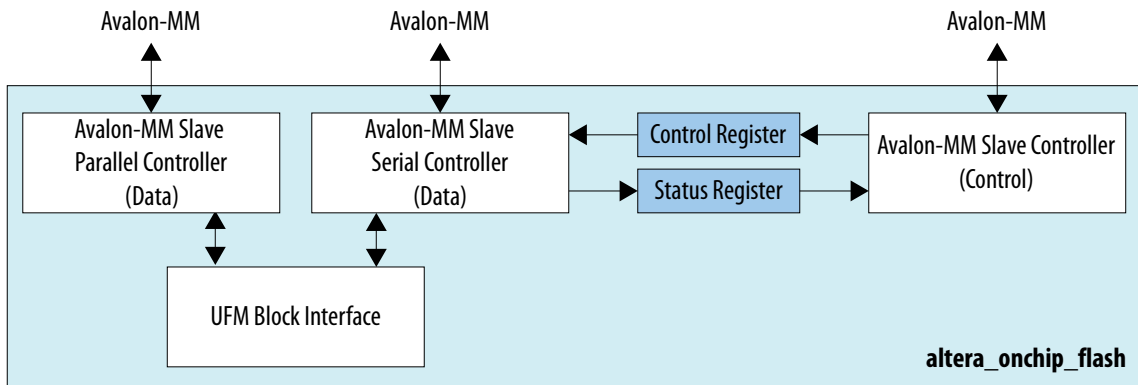 Avalon-MM
Avalon-MM
Avalon-MM
Avalon-MM Slave
Parallel Controller
(Data)
Avalon-MM Slave
Serial Controller
(Data)
Control Register
Status Register
Avalon-MM Slave Controller
(Control)
UFM Block Interface
altera_onchip_flash